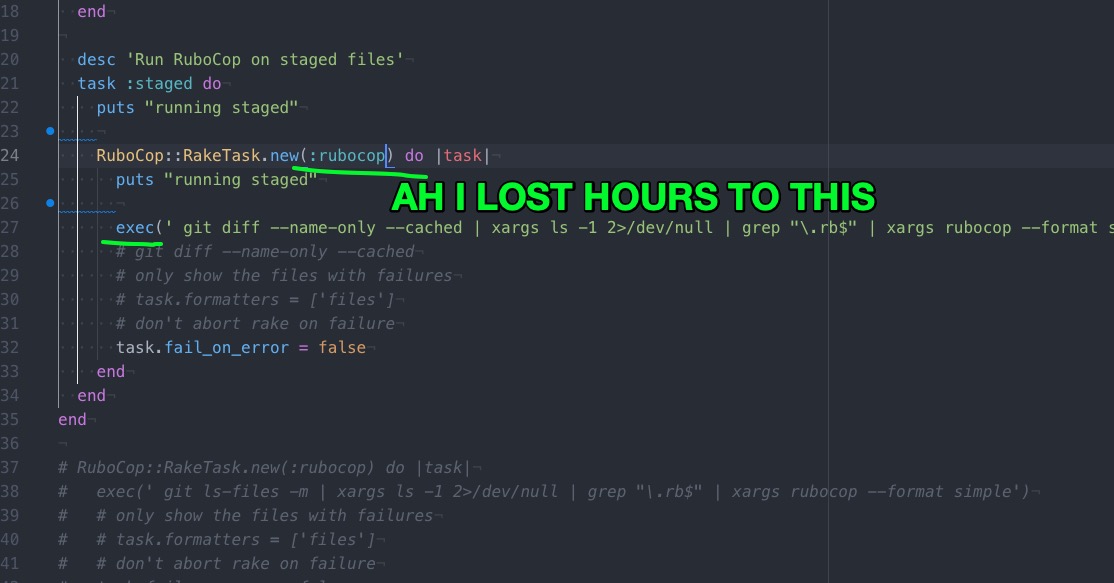 18 end
19
20 desc 'Run RuboCop on staged files'
21 task :staged do
22 puts "running staged"
23
24 RuboCop::RakeTask.new(:rubocop) do |task|
25 puts "running staged"
AH I LOST HOURS TO THIS
26
27 exec(' git diff --name-only --cached | xargs ls -1 2>/dev/null | grep "\.rb$" | xargs rubocop --format s
28 # git diff --name-only --cached
29 # only show the files with failures
30 # task.formatters = ['files']
31 # don't abort rake on failure
32 task.fail_on_error = false
33 end
34 end
35 end
36
37 # RuboCop::RakeTask.new(:rubocop) do |task|
38 #   exec(' git ls-files -m | xargs ls -1 2>/dev/null | grep "\.rb$" | xargs rubocop --format simple')
39 #   # only show the files with failures
40 #   # task.formatters = ['files']
41 #   # don't abort rake on failure